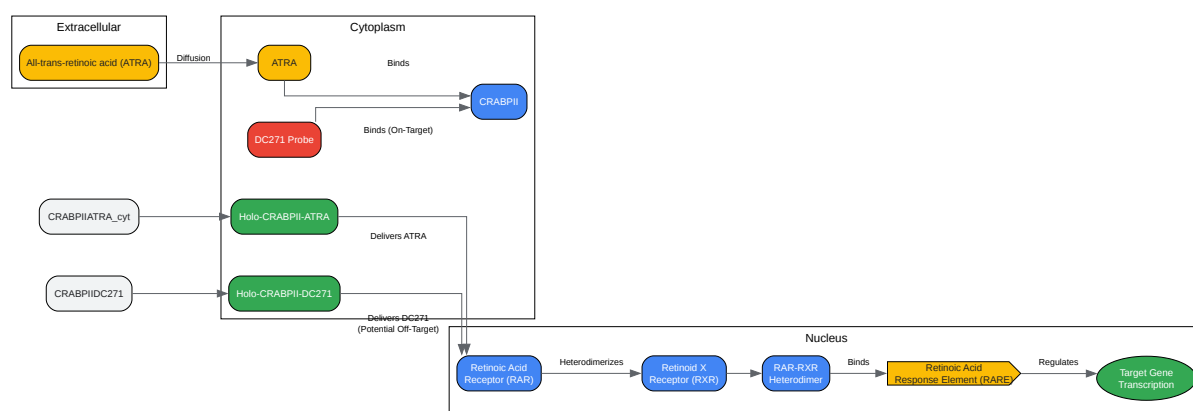 Extracellular
Cytoplasm
All-trans-retinoic acid (ATRA)
Diffusion
ATRA
Binds
CRABPII
DC271 Probe
Binds (On-Target)
CRABPIIATRA_cyt
Holo-CRABPII-ATRA
Delivers ATRA
CRABPIIDC271
Holo-CRABPII-DC271
Delivers DC271
(Potential Off-Target)
Nucleus
Retinoic Acid
Receptor (RAR)
Heterodimerizes
Retinoid X
Receptor (RXR)
RAR-RXR
Heterodimer
Binds
Retinoic Acid
Response Element (RARE)
Regulates
Target Gene
Transcription